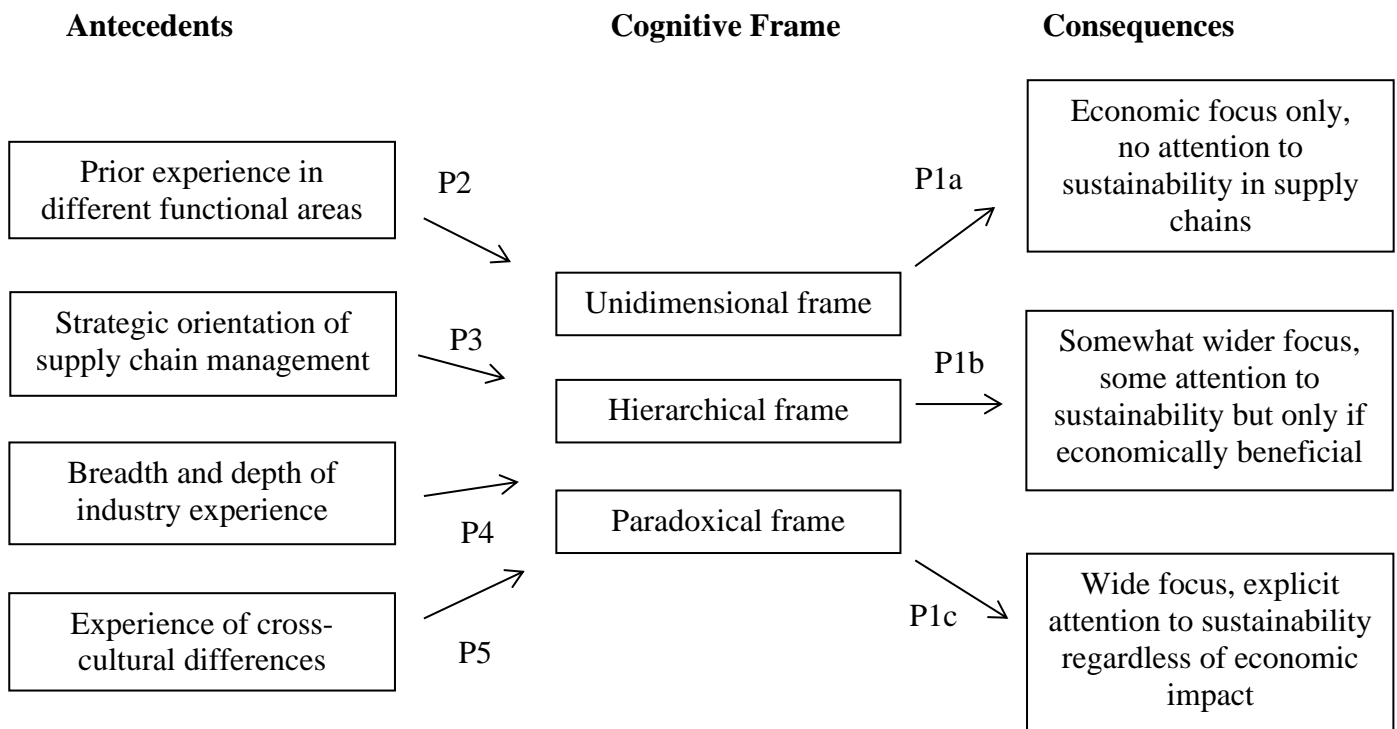 Antecedents
Cognitive Frame
Consequences
Prior experience in
different functional areas
Strategic orientation of
supply chain management
Breadth and depth of
industry experience
Experience of cross-
cultural differences
P2
P3
P4
P5
Unidimensional frame
Hierarchical frame
Paradoxical frame
P1a
P1b
P1c
Economic focus only,
no attention to
sustainability in supply
chains
Somewhat wider focus,
some attention to
sustainability but only if
economically beneficial
Wide focus, explicit
attention to sustainability
regardless of economic
impact